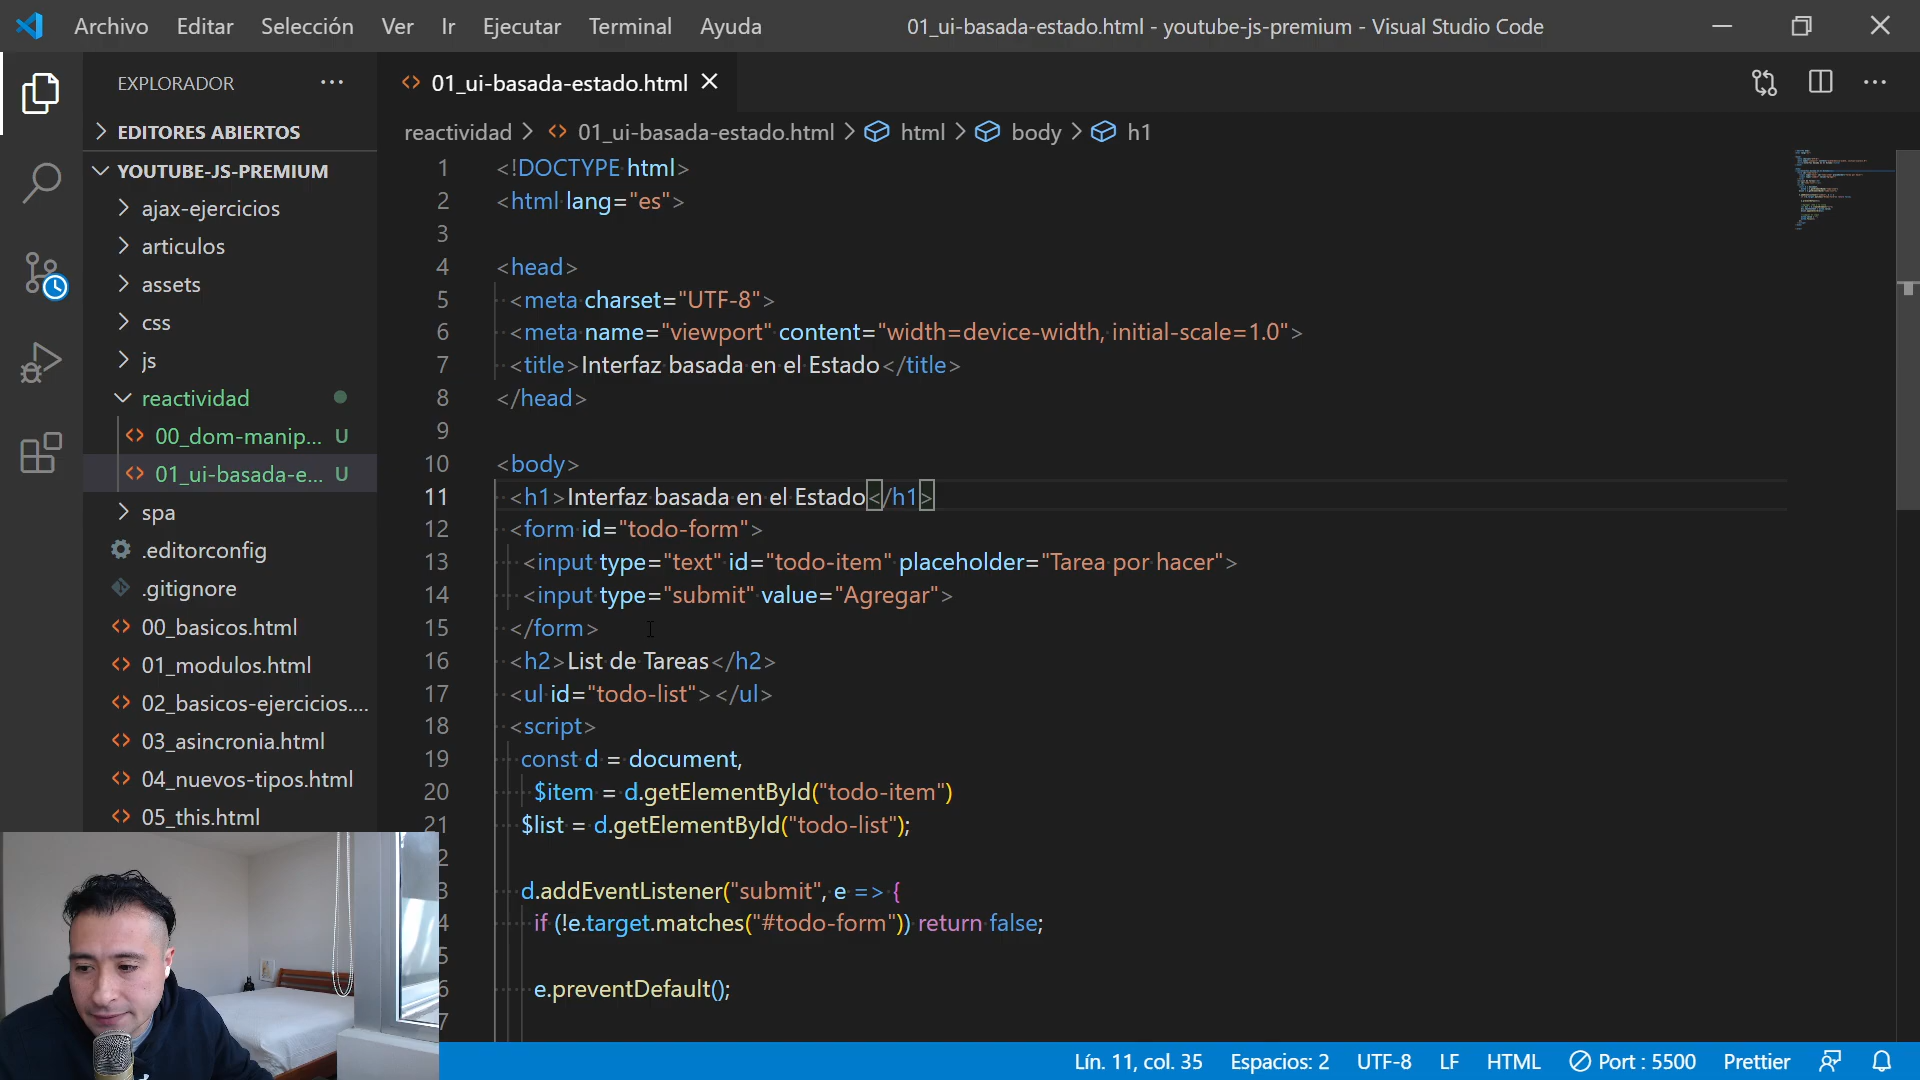 Archivo Editar Selección Ver Ir Ejecutar Terminal Ayuda 01_ui-basada-estado.html - youtube-js-premium - Visual Studio Code
EXPLORADOR
EDITORES ABIERTOS
YOUTUBE-JS-PREMIUM
ajax-ejercicios
articulos
assets
css
js
reactividad
00_dom-manip... U
01_ui-basada-e... U
spa
.editorconfig
.gitignore
00_basicos.html
01_modulos.html
02_basicos-ejercicios....
03_asincronia.html
04_nuevos-tipos.html
05_this.html
01_ui-basada-estado.html
reactividad > 01_ui-basada-estado.html > html > body > h1
1 <!DOCTYPE html>
2 <html lang="es">
3
4 <head>
5 <meta charset="UTF-8">
6 <meta name="viewport" content="width=device-width, initial-scale=1.0">
7 <title>Interfaz basada en el Estado</title>
8 </head>
9
10 <body>
11 <h1>Interfaz basada en el Estado</h1>
12 <form id="todo-form">
13 <input type="text" id="todo-item" placeholder="Tarea por hacer">
14 <input type="submit" value="Agregar">
15 </form>
16 <h2>List de Tareas</h2>
17 <ul id="todo-list"></ul>
18 <script>
19 const d = document,
20 $item = d.getElementById("todo-item")
21 $list = d.getElementById("todo-list");
2
3 d.addEventListener("submit", e => {
4 if (!e.target.matches("#todo-form")) return false;
5
6 e.preventDefault();
7
Lín. 11, col. 35 Espacios: 2 UTF-8 LF HTML Port : 5500 Prettier